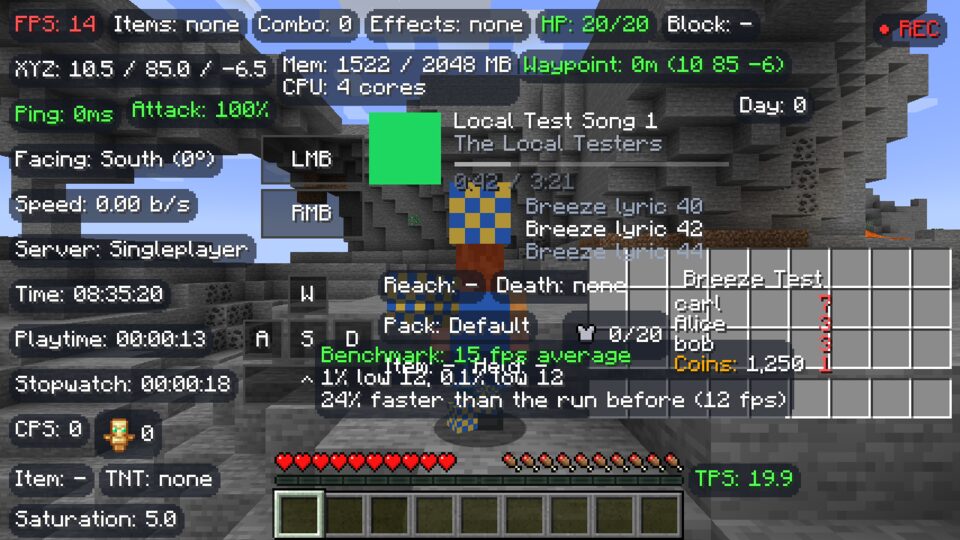 FPS: 14
Items: none
Combo: 0
Effects: none
HP: 20/20
Block: -
REC
XYZ: 10.5 / 85.0 / -6.5
Mem: 1522 / 2048 MB
CPU: 4 cores
Waypoint: 0m (10 85 -6)
Day: 0
Ping: 0ms
Attack: 100%
Local Test Song 1
The Local Testers
0:42 / 3:21
Facing: South (0°)
LMB
RMB
Speed: 0.00 b/s
Breeze lyric 40
Breeze lyric 42
Breeze lyric 44
Server: Singleplayer
Time: 08:35:20
W
Reach: -
Death: none
Breeze Test
carl 7
Alice 3
bob 3
Coins: 1,250 1
Playtime: 00:00:13
A
S
D
Pack: Default
0/20
Benchmark: 15 fps average
1% low 12, 0.1% low 12
24% faster than the run before (12 fps)
Item: - Held
Stopwatch: 00:00:18
^
CPS: 0
0
Item: -
TNT: none
TPS: 19.9
Saturation: 5.0